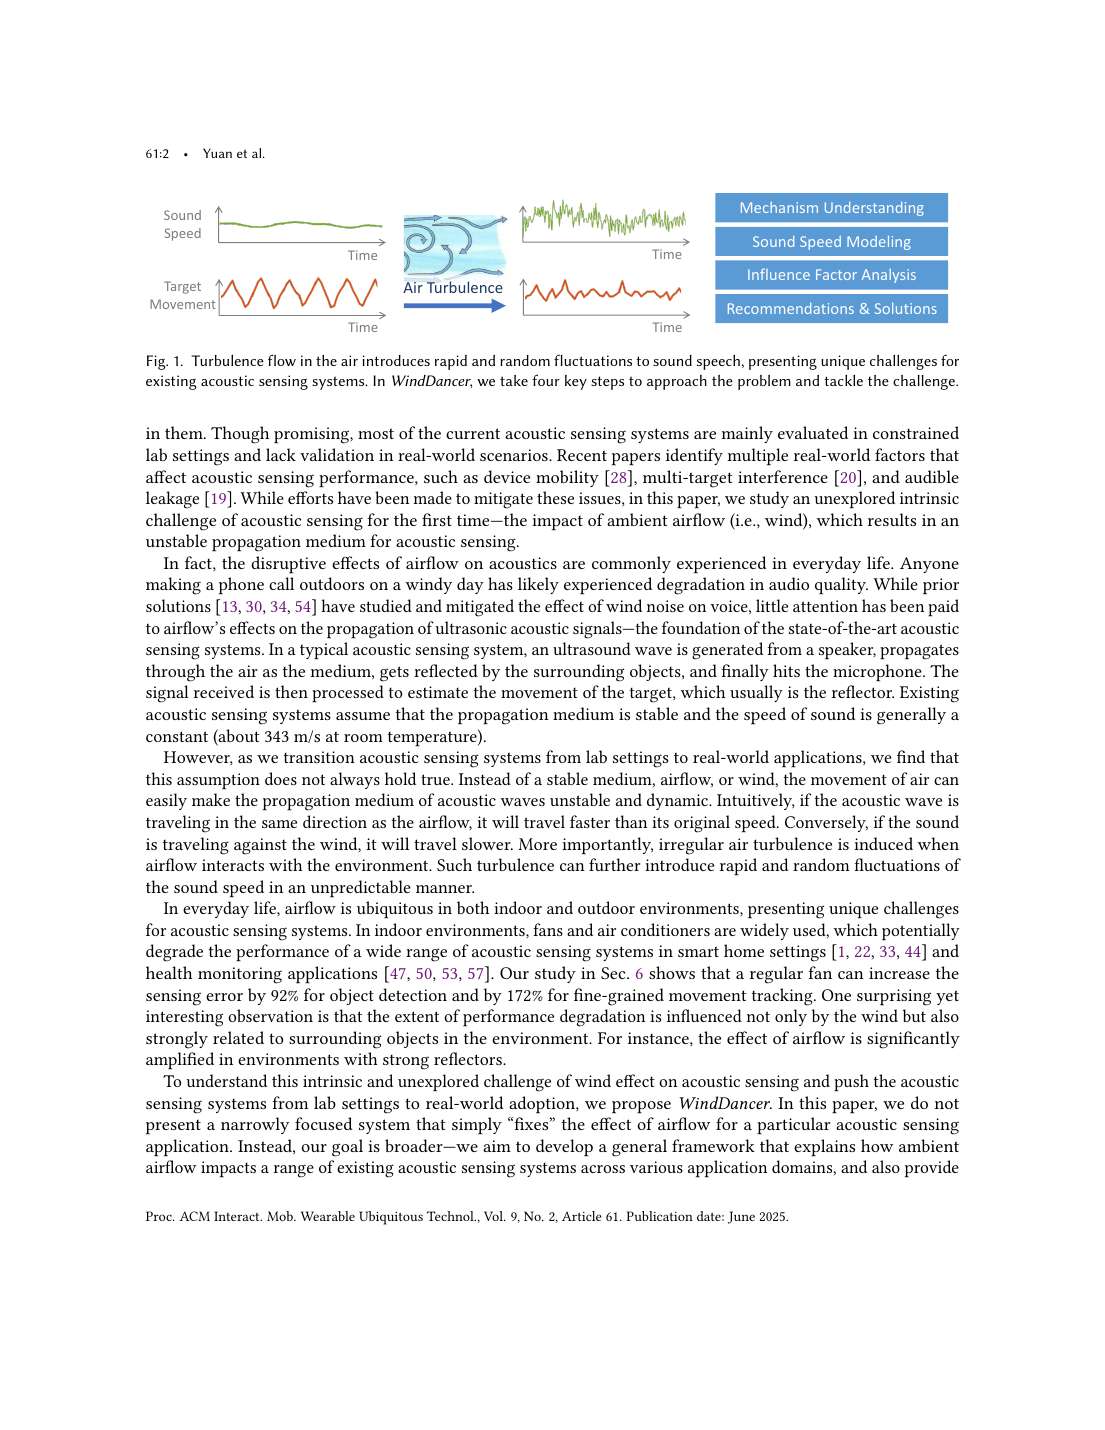 61:2 • Yuan et al.
Sound
Speed
Time
Target
Movement
Time
Air Turbulence
Time
Time
Mechanism Understanding
Sound Speed Modeling
Influence Factor Analysis
Recommendations & Solutions
Fig. 1. Turbulence flow in the air introduces rapid and random fluctuations to sound speech, presenting unique challenges for
existing acoustic sensing systems. In WindDancer, we take four key steps to approach the problem and tackle the challenge.
in them. Though promising, most of the current acoustic sensing systems are mainly evaluated in constrained
lab settings and lack validation in real-world scenarios. Recent papers identify multiple real-world factors that
affect acoustic sensing performance, such as device mobility [28], multi-target interference [20], and audible
leakage [19]. While efforts have been made to mitigate these issues, in this paper, we study an unexplored intrinsic
challenge of acoustic sensing for the first time—the impact of ambient airflow (i.e., wind), which results in an
unstable propagation medium for acoustic sensing.
In fact, the disruptive effects of airflow on acoustics are commonly experienced in everyday life. Anyone
making a phone call outdoors on a windy day has likely experienced degradation in audio quality. While prior
solutions [13, 30, 34, 54] have studied and mitigated the effect of wind noise on voice, little attention has been paid
to airflow's effects on the propagation of ultrasonic acoustic signals—the foundation of the state-of-the-art acoustic
sensing systems. In a typical acoustic sensing system, an ultrasound wave is generated from a speaker, propagates
through the air as the medium, gets reflected by the surrounding objects, and finally hits the microphone. The
signal received is then processed to estimate the movement of the target, which usually is the reflector. Existing
acoustic sensing systems assume that the propagation medium is stable and the speed of sound is generally a
constant (about 343 m/s at room temperature).
However, as we transition acoustic sensing systems from lab settings to real-world applications, we find that
this assumption does not always hold true. Instead of a stable medium, airflow, or wind, the movement of air can
easily make the propagation medium of acoustic waves unstable and dynamic. Intuitively, if the acoustic wave is
traveling in the same direction as the airflow, it will travel faster than its original speed. Conversely, if the sound
is traveling against the wind, it will travel slower. More importantly, irregular air turbulence is induced when
airflow interacts with the environment. Such turbulence can further introduce rapid and random fluctuations of
the sound speed in an unpredictable manner.
In everyday life, airflow is ubiquitous in both indoor and outdoor environments, presenting unique challenges
for acoustic sensing systems. In indoor environments, fans and air conditioners are widely used, which potentially
degrade the performance of a wide range of acoustic sensing systems in smart home settings [1, 22, 33, 44] and
health monitoring applications [47, 50, 53, 57]. Our study in Sec. 6 shows that a regular fan can increase the
sensing error by 92% for object detection and by 172% for fine-grained movement tracking. One surprising yet
interesting observation is that the extent of performance degradation is influenced not only by the wind but also
strongly related to surrounding objects in the environment. For instance, the effect of airflow is significantly
amplified in environments with strong reflectors.
To understand this intrinsic and unexplored challenge of wind effect on acoustic sensing and push the acoustic
sensing systems from lab settings to real-world adoption, we propose WindDancer. In this paper, we do not
present a narrowly focused system that simply “fixes” the effect of airflow for a particular acoustic sensing
application. Instead, our goal is broader—we aim to develop a general framework that explains how ambient
airflow impacts a range of existing acoustic sensing systems across various application domains, and also provide
Proc. ACM Interact. Mob. Wearable Ubiquitous Technol., Vol. 9, No. 2, Article 61. Publication date: June 2025.